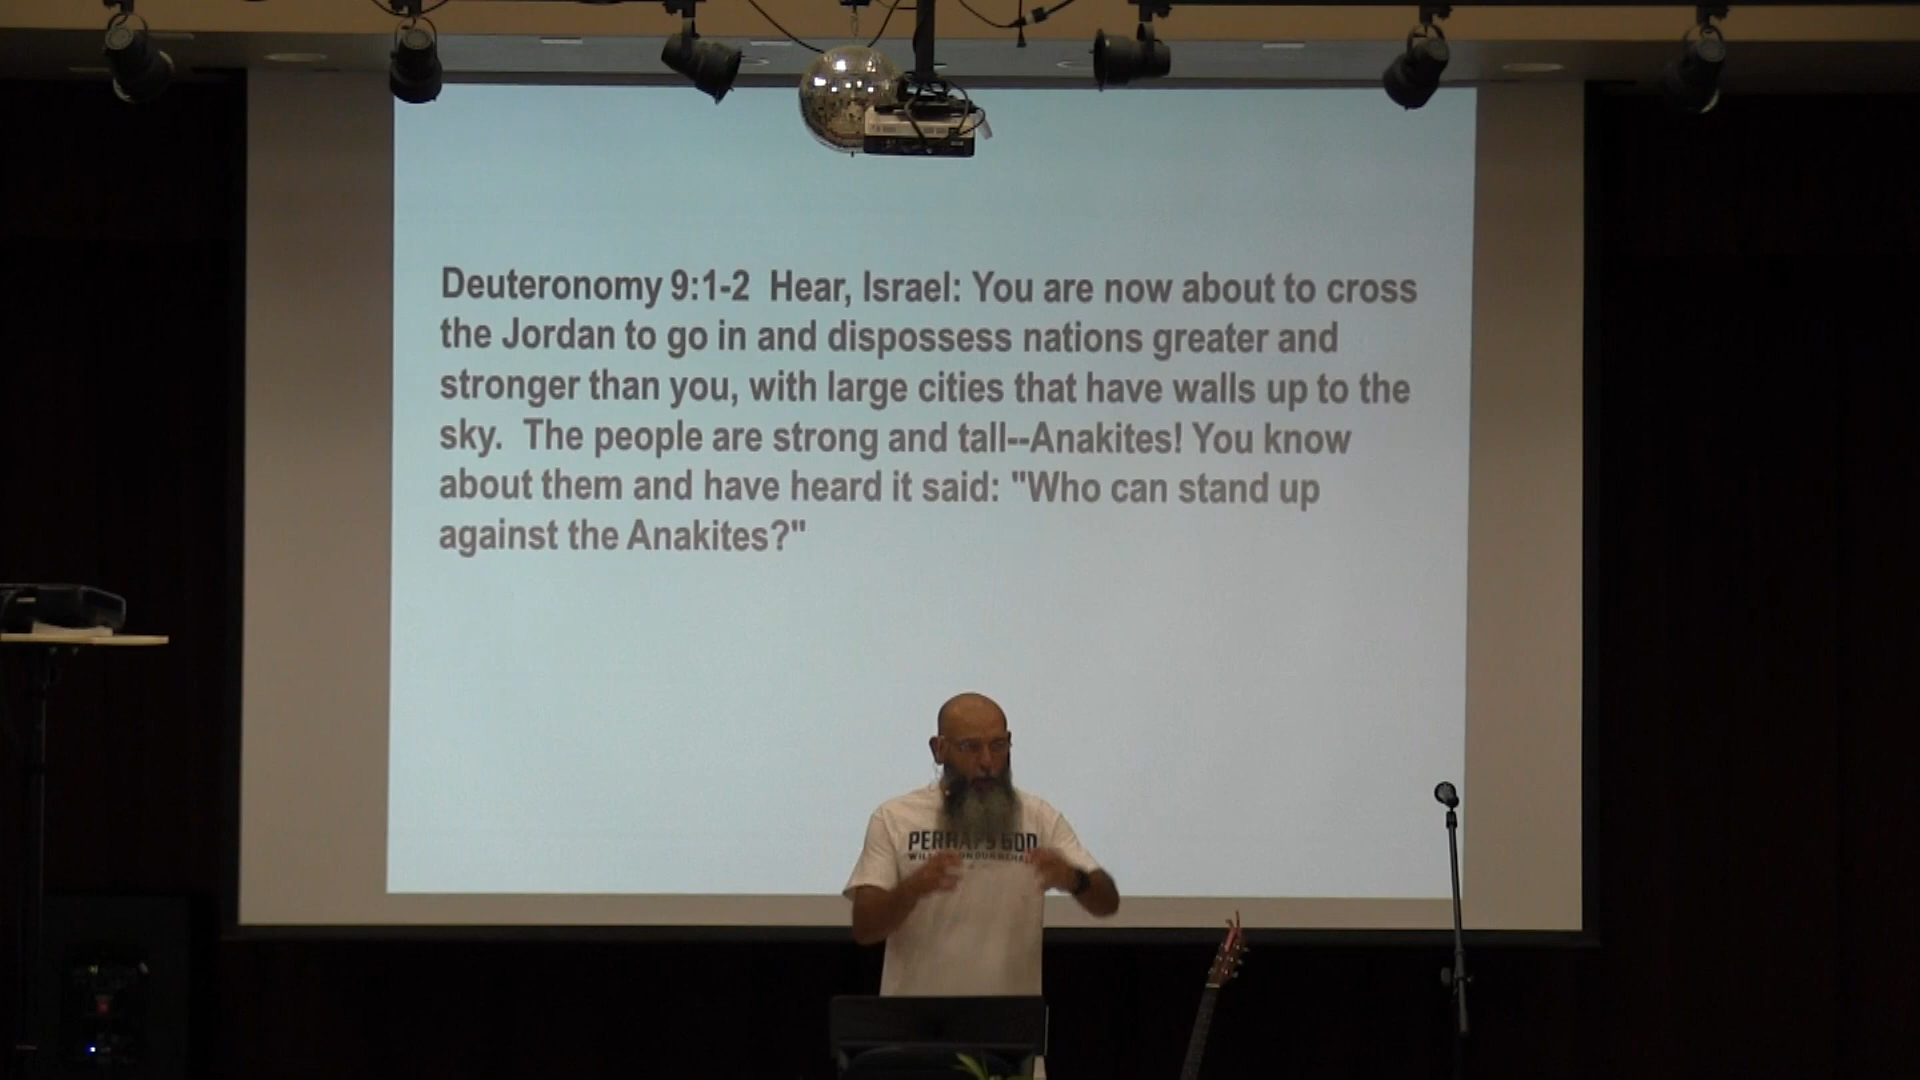 Deuteronomy 9:1-2  Hear, Israel: You are now about to cross
the Jordan to go in and dispossess nations greater and
stronger than you, with large cities that have walls up to the
sky.  The people are strong and tall--Anakites! You know
about them and have heard it said: "Who can stand up
against the Anakites?"
PERHAPS GOD